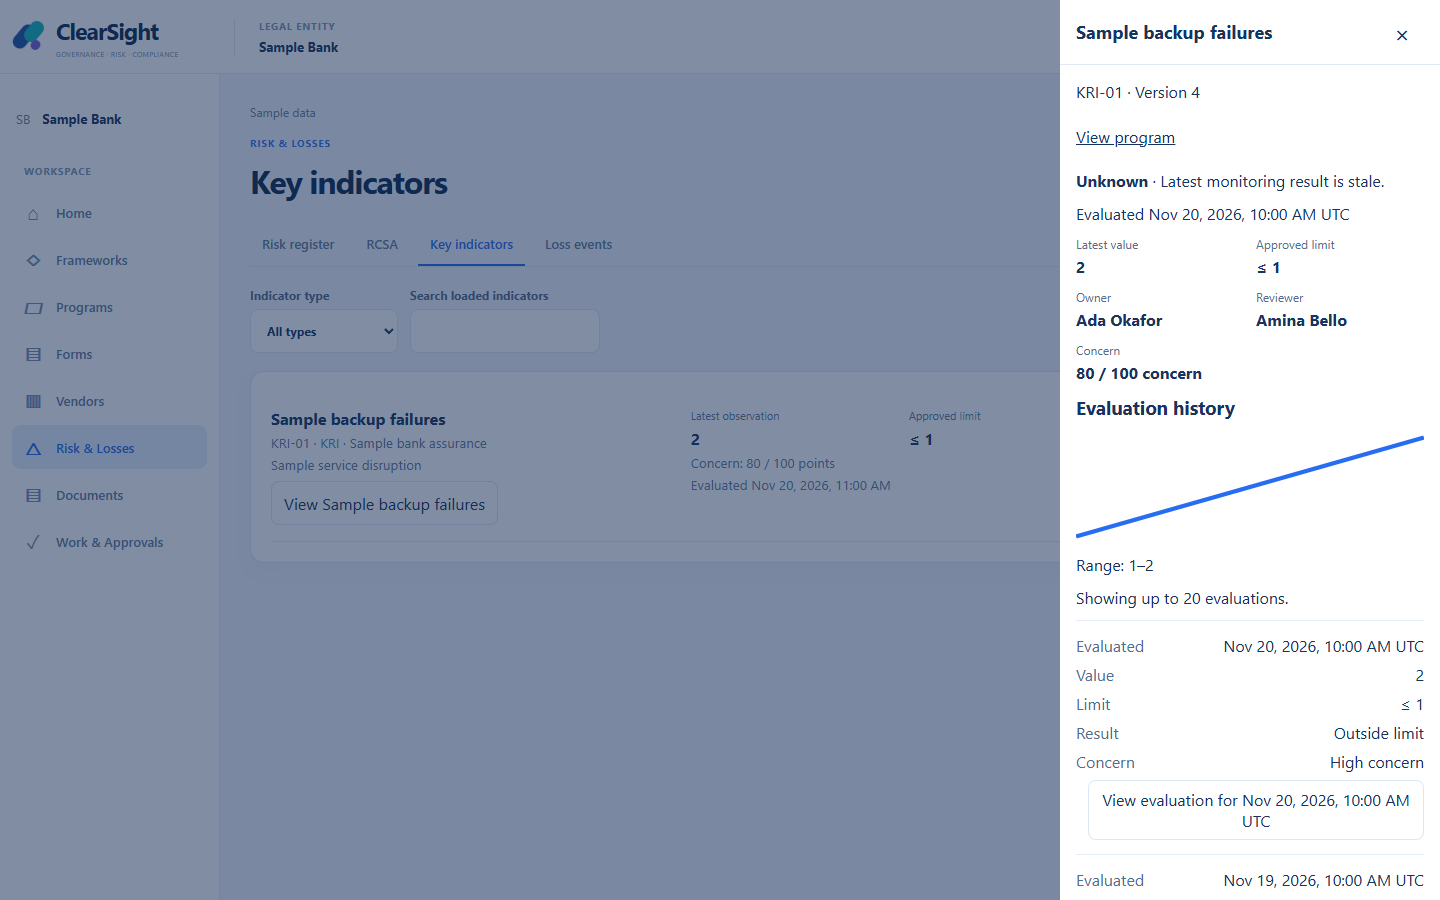 ClearSight
GOVERNANCE · RISK · COMPLIANCE
LEGAL ENTITY
Sample Bank
SB Sample Bank
WORKSPACE
Home
Frameworks
Programs
Forms
Vendors
Risk & Losses
Documents
Work & Approvals
Sample data
RISK & LOSSES
Key indicators
Risk register
RCSA
Key indicators
Loss events
Indicator type
Search loaded indicators
All types
Sample backup failures
KRI-01 · KRI · Sample bank assurance
Sample service disruption
View Sample backup failures
Latest observation
2
Concern: 80 / 100 points
Evaluated Nov 20, 2026, 11:00 AM
Approved limit
≤ 1
Sample backup failures
×
KRI-01 · Version 4
View program
Unknown · Latest monitoring result is stale.
Evaluated Nov 20, 2026, 10:00 AM UTC
Latest value
2
Approved limit
≤ 1
Owner
Ada Okafor
Reviewer
Amina Bello
Concern
80 / 100 concern
Evaluation history
Range: 1–2
Showing up to 20 evaluations.
Evaluated Nov 20, 2026, 10:00 AM UTC
Value 2
Limit ≤ 1
Result Outside limit
Concern High concern
View evaluation for Nov 20, 2026, 10:00 AM
UTC
Evaluated Nov 19, 2026, 10:00 AM UTC